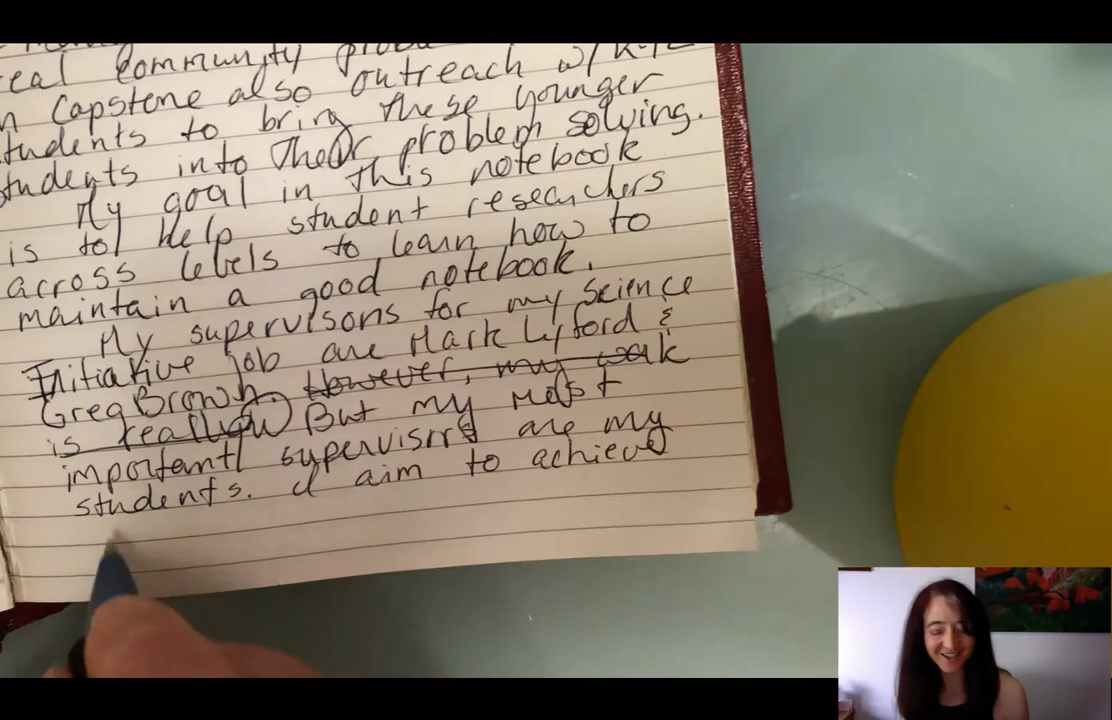 eal community
n Capstone also outreach w/ K-12
tudents to bring these younger
students into their problem solving.
My goal in this notebook
is to help student researchers
across levels to learn how to
maintain a good notebook.
My supervisors for my Science
Initiative job are Mark Lyford &
Greg Brown. However, my work
is really But my most
important supervisors are my
students. I aim to achieve